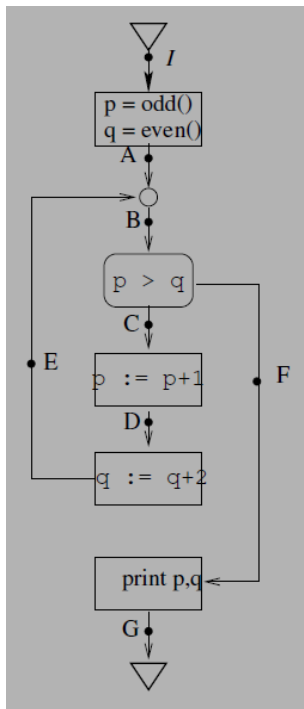 I
p = odd()
q = even()
A
B
p > q
C
E
F
p := p+1
D
q := q+2
print p,q
G